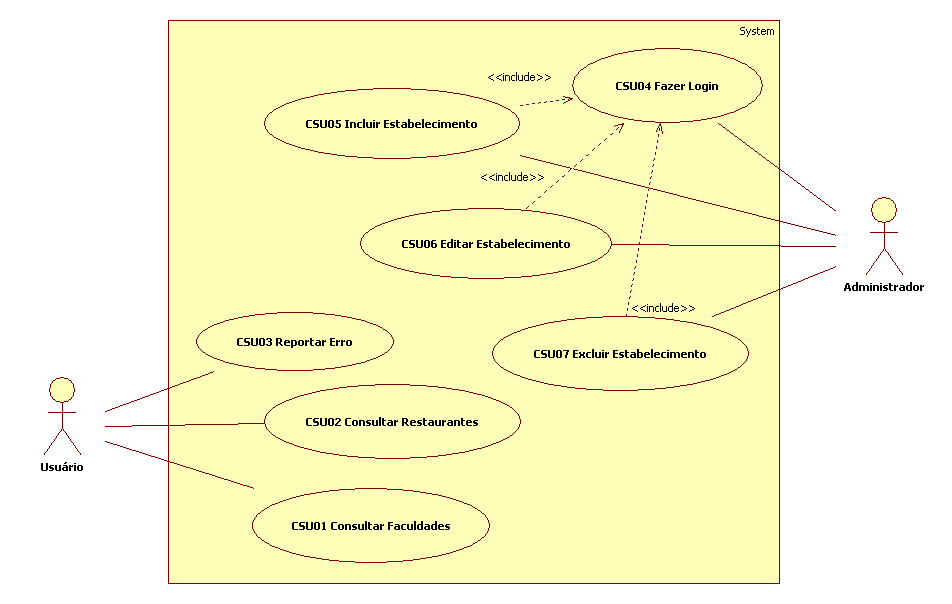 System
<<include>>
CSU04 Fazer Login
CSU05 Incluir Estabelecimento
<<include>>
CSU06 Editar Estabelecimento
Administrador
<<include>>
CSU03 Reportar Erro
CSU07 Excluir Estabelecimento
CSU02 Consultar Restaurantes
Usuário
CSU01 Consultar Faculdades